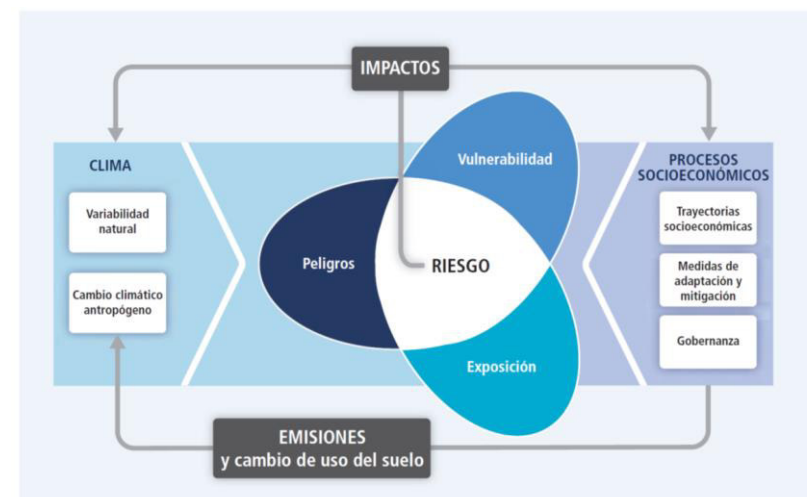 IMPACTOS
CLIMA
Variabilidad
natural
Cambio climático
antropógeno
Vulnerabilidad
Peligros
RIESGO
Exposición
PROCESOS
SOCIOECONÓMICOS
Trayectorias
socioeconómicas
Medidas de
adaptación y
mitigación
Gobernanza
EMISIONES
y cambio de uso del suelo